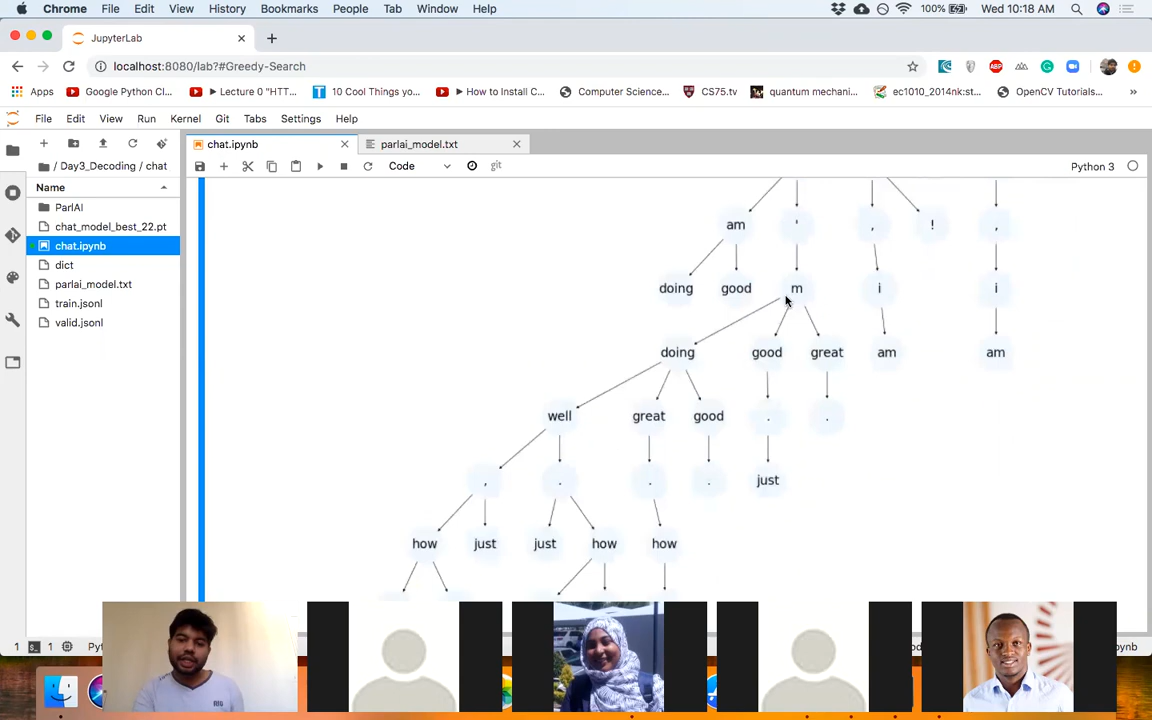 Chrome File Edit View History Bookmarks People Tab Window Help 100% Wed 10:18 AM
JupyterLab
localhost:8080/lab?#Greedy-Search
Apps Google Python Cl... Lecture 0 "HTT... 10 Cool Things yo... How to Install C... Computer Science... CS75.tv quantum mechani... ec1010_2014nk:st... OpenCV Tutorials...
File Edit View Run Kernel Git Tabs Settings Help
chat.ipynb parlai_model.txt
Code git Python 3
/ Day3_Decoding / chat
Name
ParlAI
chat_model_best_22.pt
chat.ipynb
dict
parlai_model.txt
train.jsonl
valid.jsonl
am ' , ! ,
doing good m i i
doing good great am am
well great good . .
, . . . just
how just just how how
1 1